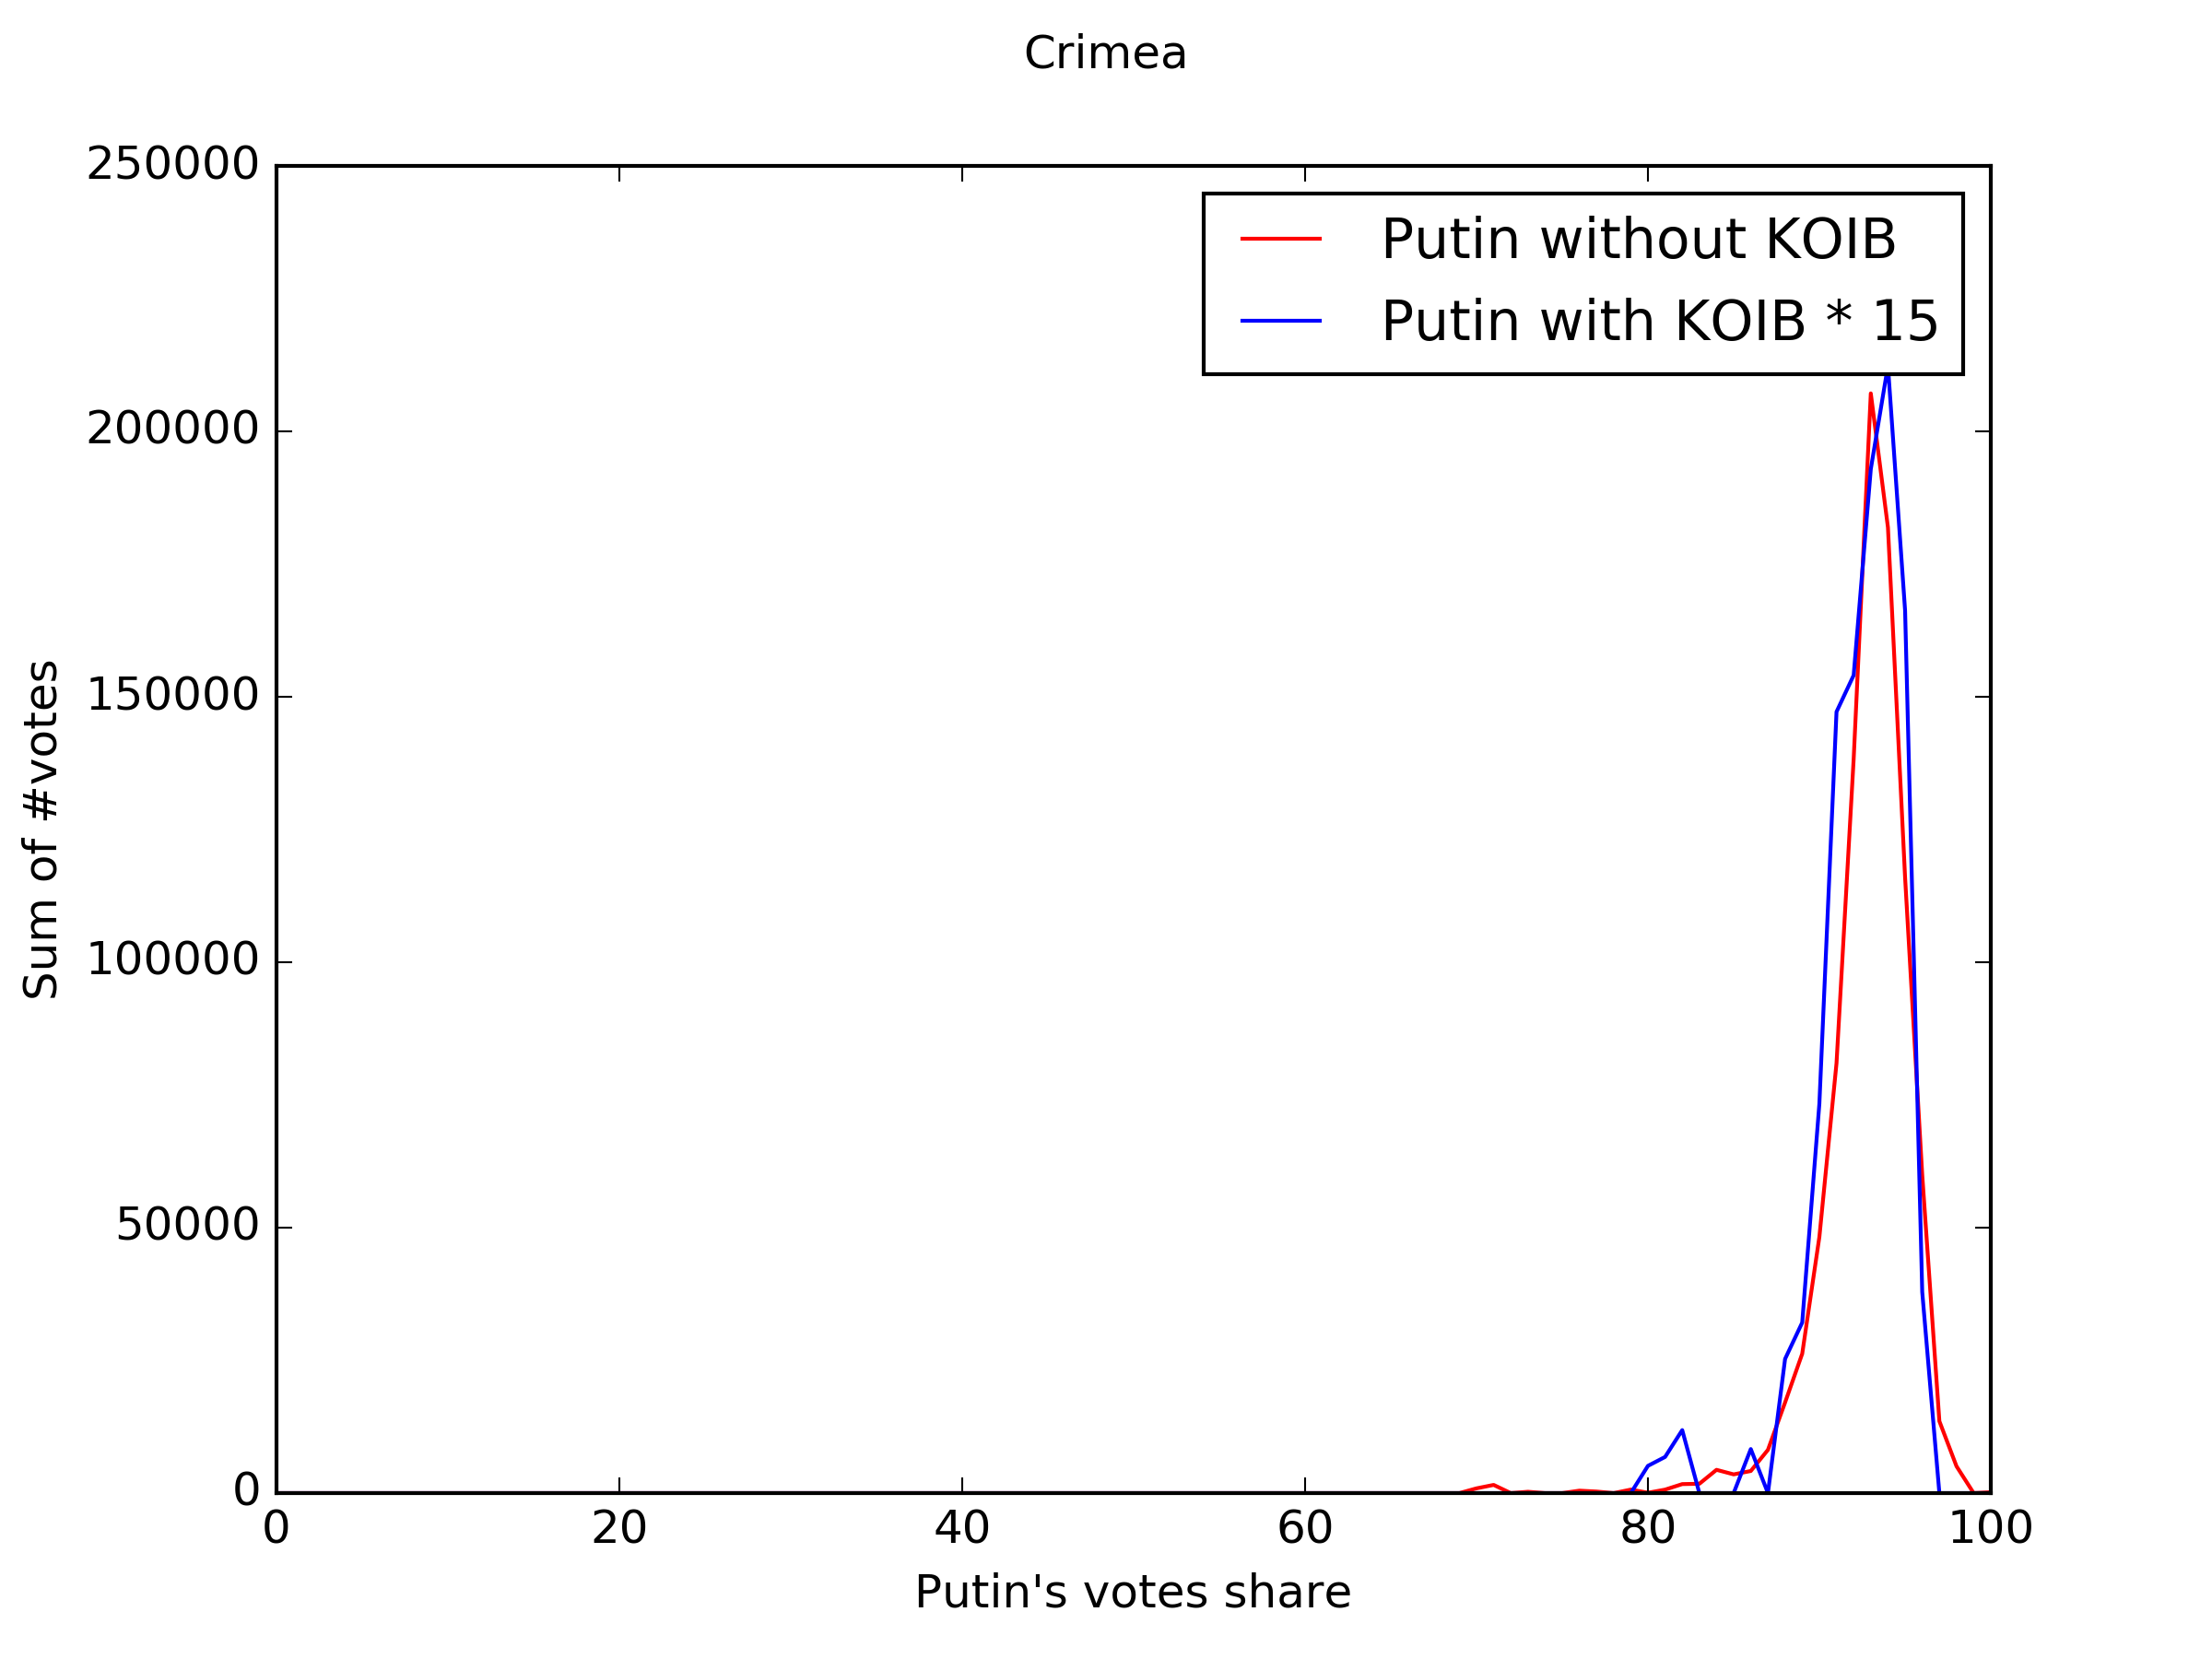 Crimea
250000
200000
150000
100000
50000
0
Sum of #votes
Putin without KOIB
Putin with KOIB * 15
0 20 40 60 80 100
Putin's votes share